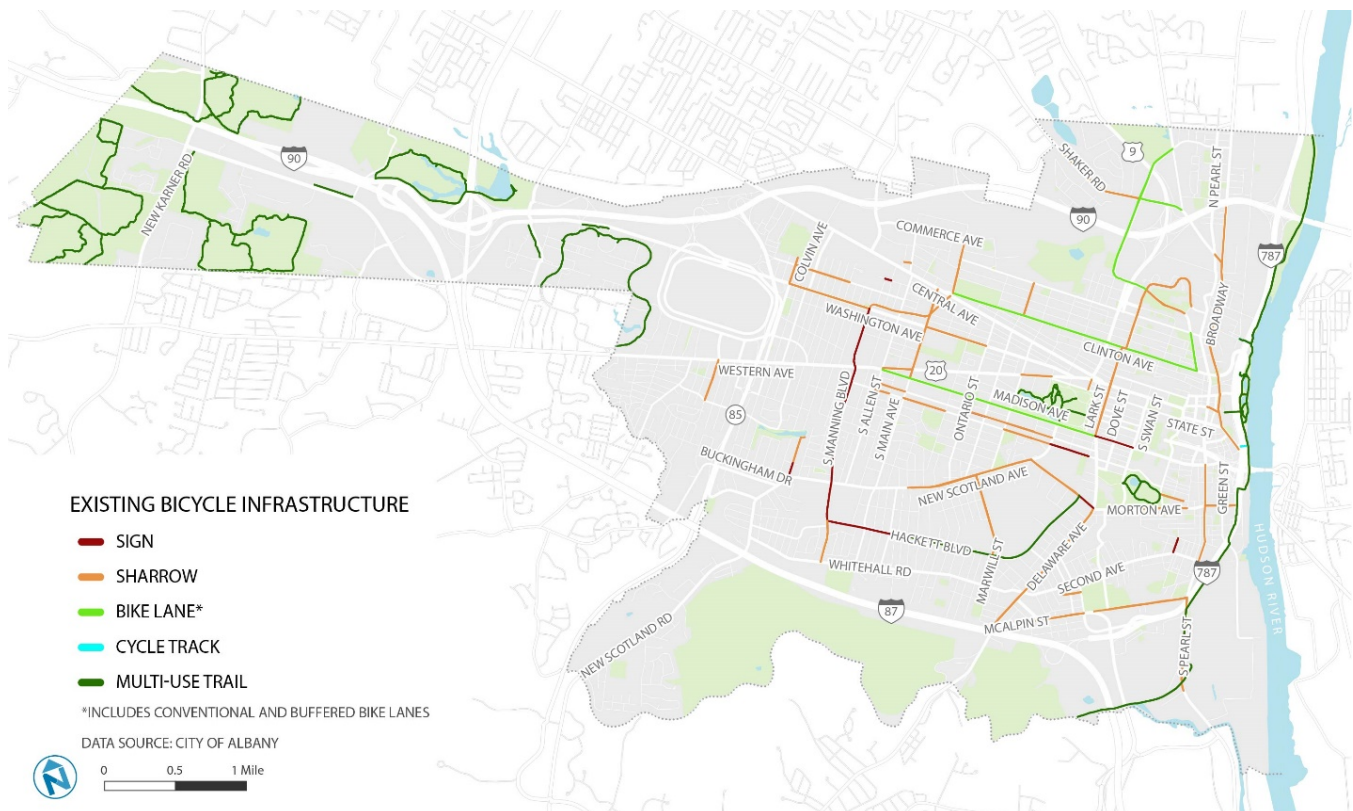 NEW KARNER RD
90
SHAKER RD
9
N PEARL ST
90
787
COLVIN AVE
COMMERCE AVE
CENTRAL AVE
WASHINGTON AVE
BROADWAY
CLINTON AVE
WESTERN AVE
20
85
S MANNING BLVD
S ALLEN ST
S MAIN AVE
ONTARIO ST
MADISON AVE
LARK ST
DOVE ST
S SWAN ST
STATE ST
BUCKINGHAM DR
NEW SCOTLAND AVE
GREEN ST
MORTON AVE
HACKETT BLVD
DELAWARE AVE
MARWILL ST
WHITEHALL RD
SECOND AVE
787
HUDSON RIVER
87
MCALPIN ST
NEW SCOTLAND RD
S PEARL ST
EXISTING BICYCLE INFRASTRUCTURE
SIGN
SHARROW
BIKE LANE*
CYCLE TRACK
MULTI-USE TRAIL
*INCLUDES CONVENTIONAL AND BUFFERED BIKE LANES
DATA SOURCE: CITY OF ALBANY
N
0 0.5 1 Mile